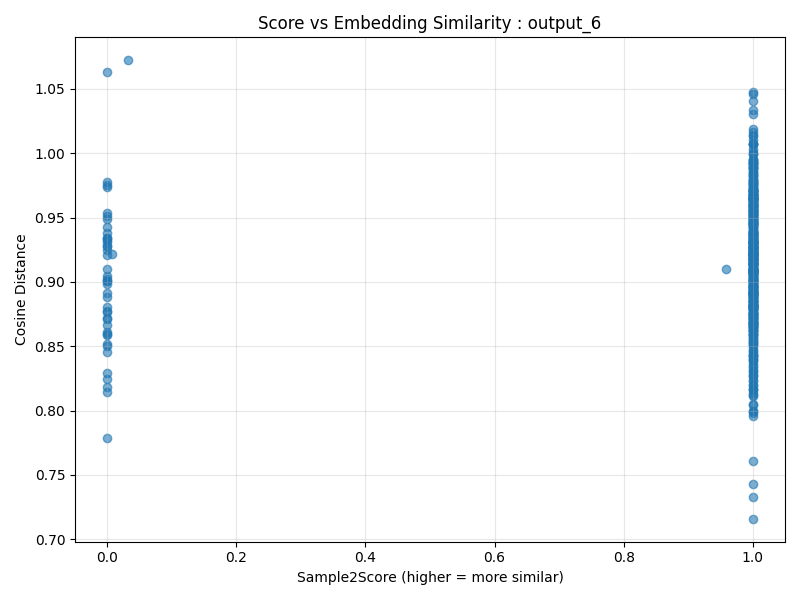 Score vs Embedding Similarity : output_6
Cosine Distance
1.05
1.00
0.95
0.90
0.85
0.80
0.75
0.70
0.0 0.2 0.4 0.6 0.8 1.0
Sample2Score (higher = more similar)